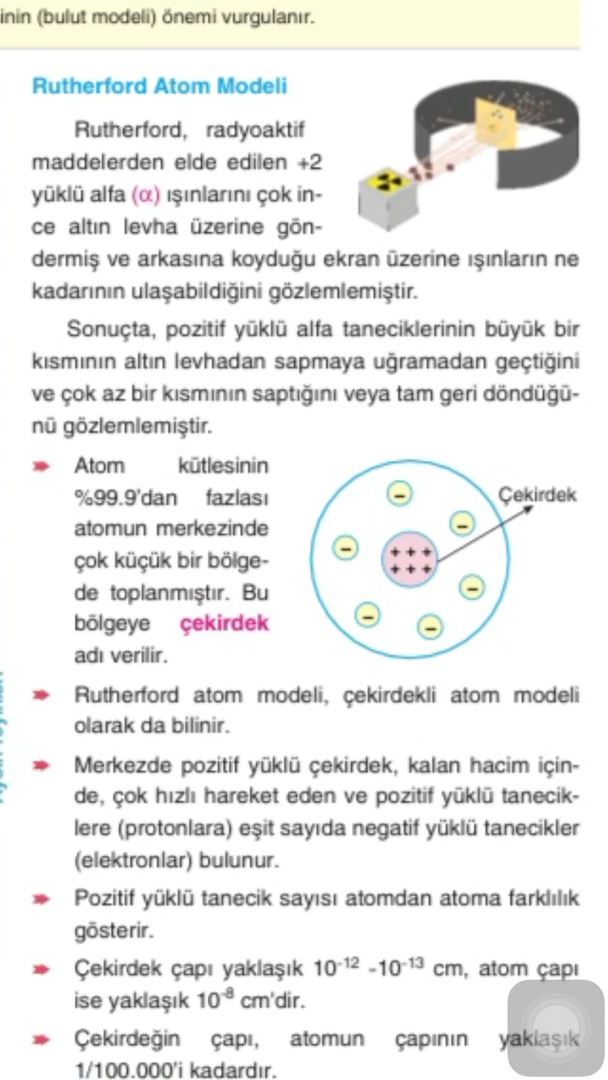 inin (bulut modeli) önemi vurgulanır.
Rutherford Atom Modeli
Rutherford, radyoaktif
maddelerden elde edilen +2
yüklü alfa (α) ışınlarını çok in-
ce altın levha üzerine gön-
dermiş ve arkasına koyduğu ekran üzerine ışınların ne
kadarının ulaşabildiğini gözlemlemiştir.
Sonuçta, pozitif yüklü alfa taneciklerinin büyük bir
kısmının altın levhadan sapmaya uğramadan geçtiğini
ve çok az bir kısmının saptığını veya tam geri döndüğü-
nü gözlemlemiştir.
Atom kütlesinin
%99.9'dan fazlası
atomun merkezinde
çok küçük bir bölge-
de toplanmıştır. Bu
bölgeye çekirdek
adı verilir.
Çekirdek
+ + +
+ + +
Rutherford atom modeli, çekirdekli atom modeli
olarak da bilinir.
Merkezde pozitif yüklü çekirdek, kalan hacim için-
de, çok hızlı hareket eden ve pozitif yüklü tanecik-
lere (protonlara) eşit sayıda negatif yüklü tanecikler
(elektronlar) bulunur.
Pozitif yüklü tanecik sayısı atomdan atoma farklılık
gösterir.
Çekirdek çapı yaklaşık 10⁻¹² -10⁻¹³ cm, atom çapı
ise yaklaşık 10⁻⁸ cm'dir.
Çekirdeğin çapı, atomun çapının yaklaşık
1/100.000'i kadardır.